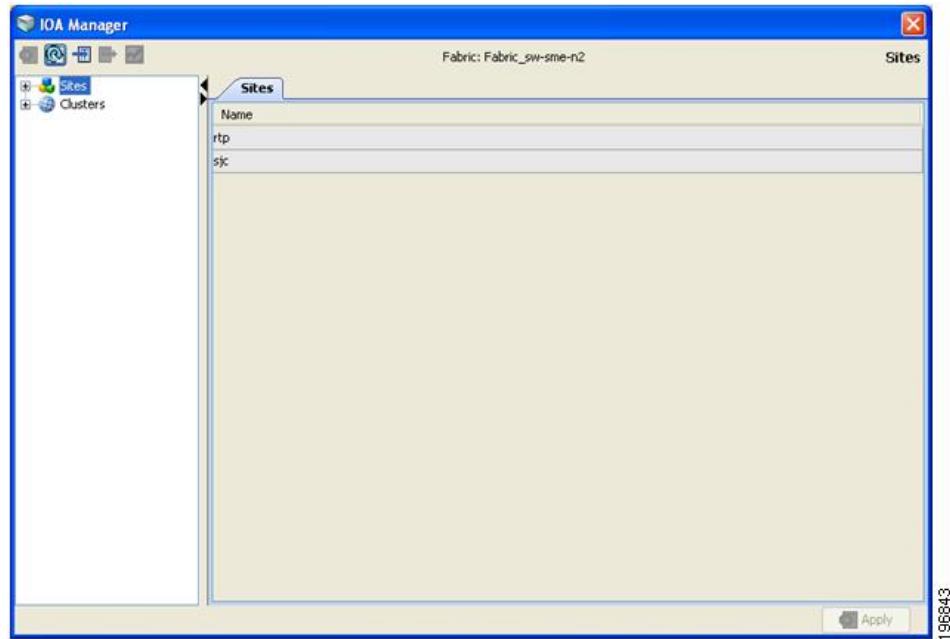 IOA Manager
Fabric: Fabric_sw-sme-n2
Sites
Sites
Clusters
Sites
Name
rtp
sjc
Apply
196843